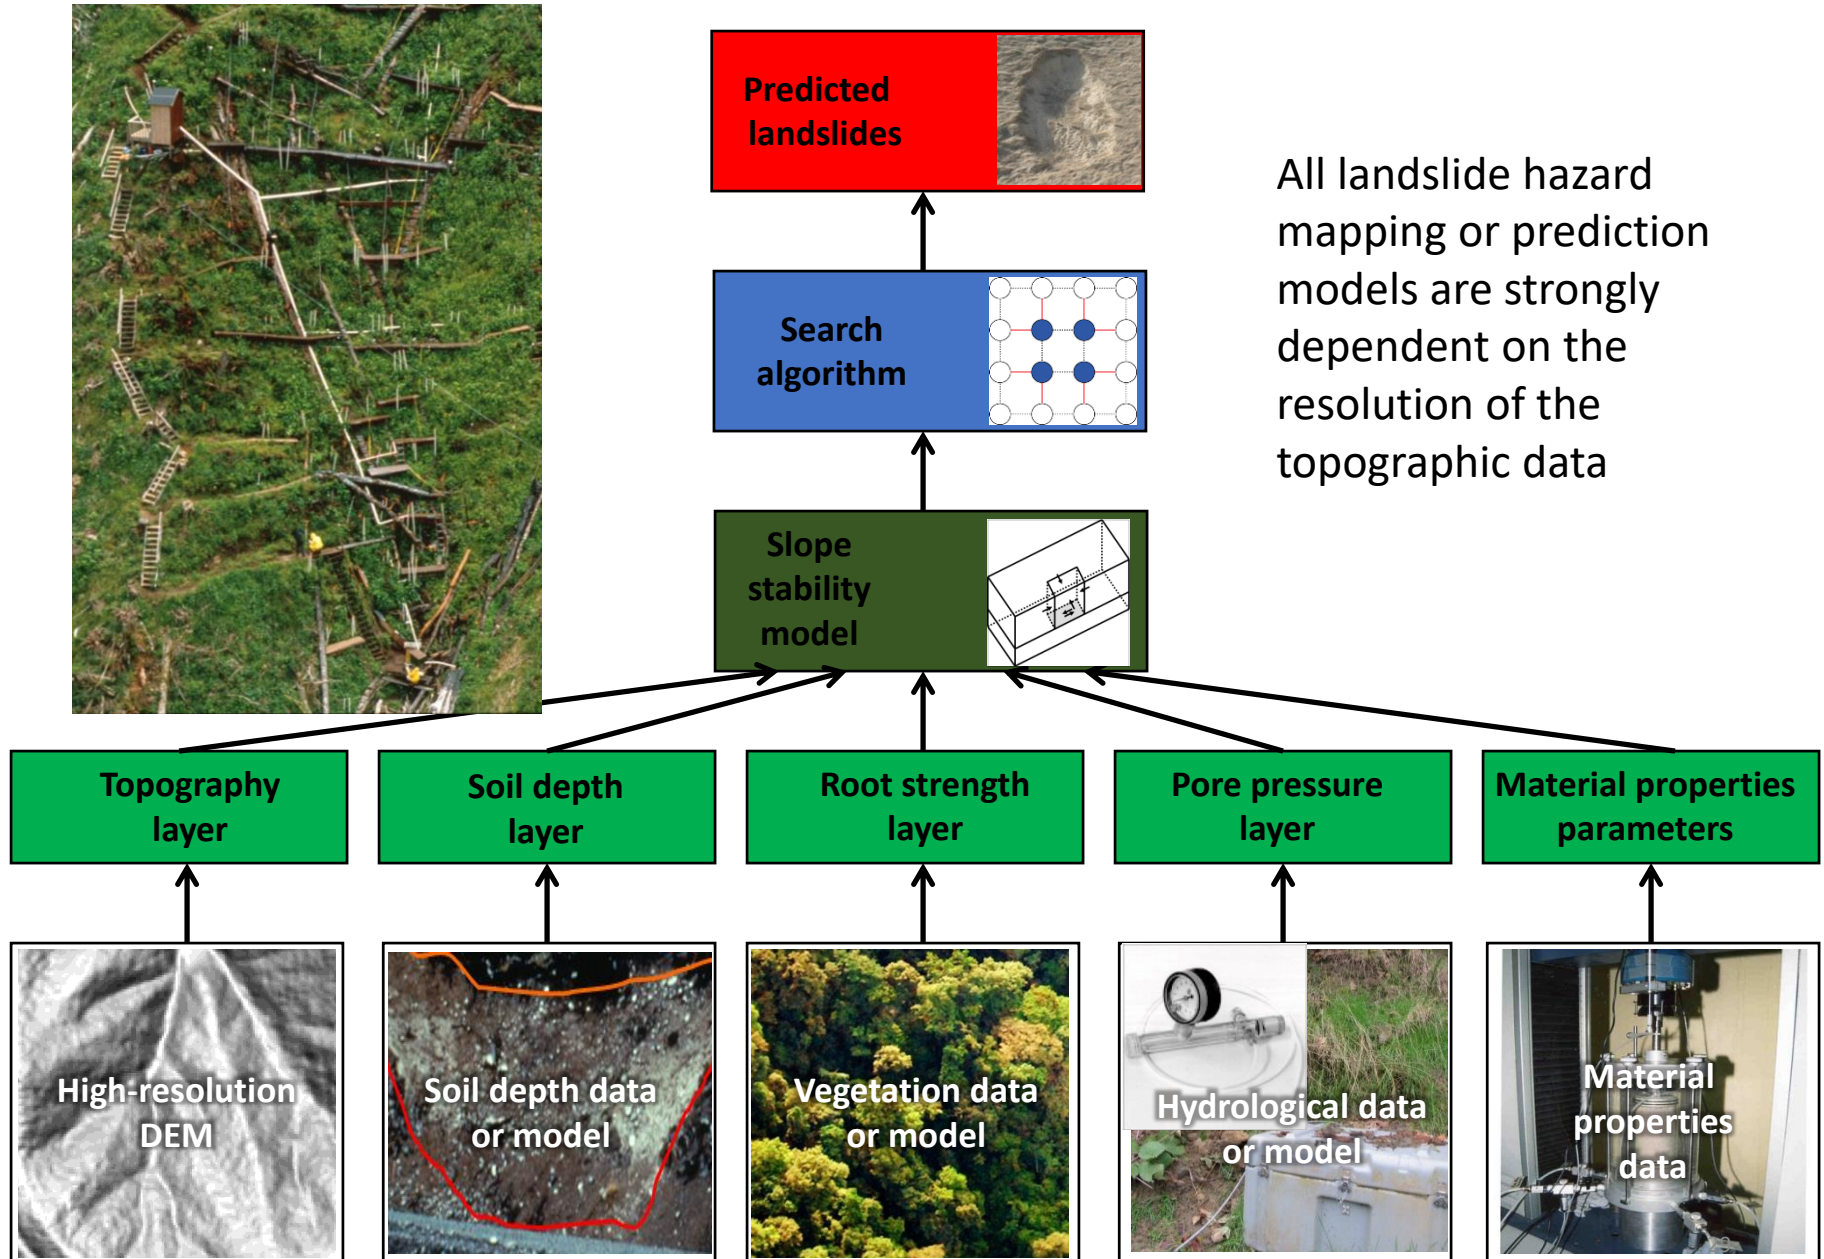 Predicted
landslides
All landslide hazard
mapping or prediction
models are strongly
dependent on the
resolution of the
topographic data
Search
algorithm
Slope
stability
model
Topography
layer
Soil depth
layer
Root strength
layer
Pore pressure
layer
Material properties
parameters
High-resolution
DEM
Soil depth data
or model
Vegetation data
or model
Hydrological data
or model
Material
properties
data